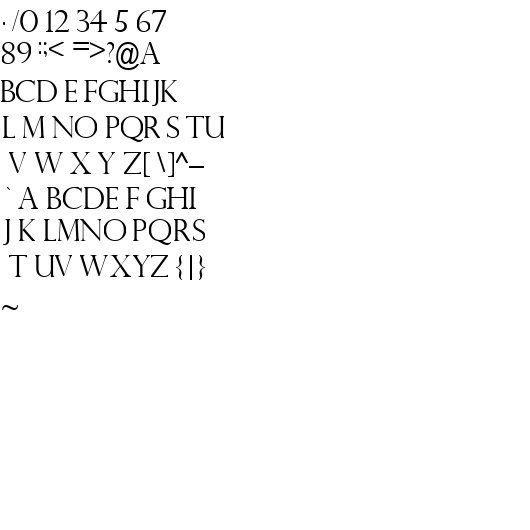 . /0 12 34 5 67
89 :;< =>?@A
BCD E FGHIJK
L M NO PQR S TU
V W X Y Z[ \]^_
` A BCDE F GHI
J K LMNO PQRS
T UV WXYZ {|}
~